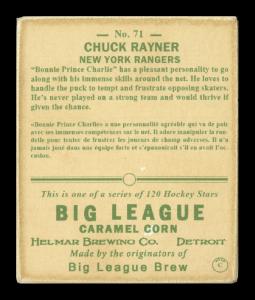 — No. 71 —
CHUCK RAYNER
NEW YORK RANGERS
"Bonnie Prince Charlie" has a pleasant personality to go
along with his immense skills around the net. He loves to
handle the puck to tempt and frustrate opposing skaters.
He's never played on a strong team and would thrive if
given the chance.
«Bonnie Prince Charlie» a une personnalité agréable qui va de pair
avec ses immenses compétences sur le net. Il adore manipuler la ron-
delle pour tenter de frustrer les joueurs de champ adverses. Il n'a
jamais joué dans une équipe forte et s'épanouirait s'il en avait l'oc-
casion.
This is one of a series of 120 Hockey Stars
BIG LEAGUE
CARAMEL CORN
HELMAR BREWING CO. DETROIT
Made by the originators of
Big League Brew